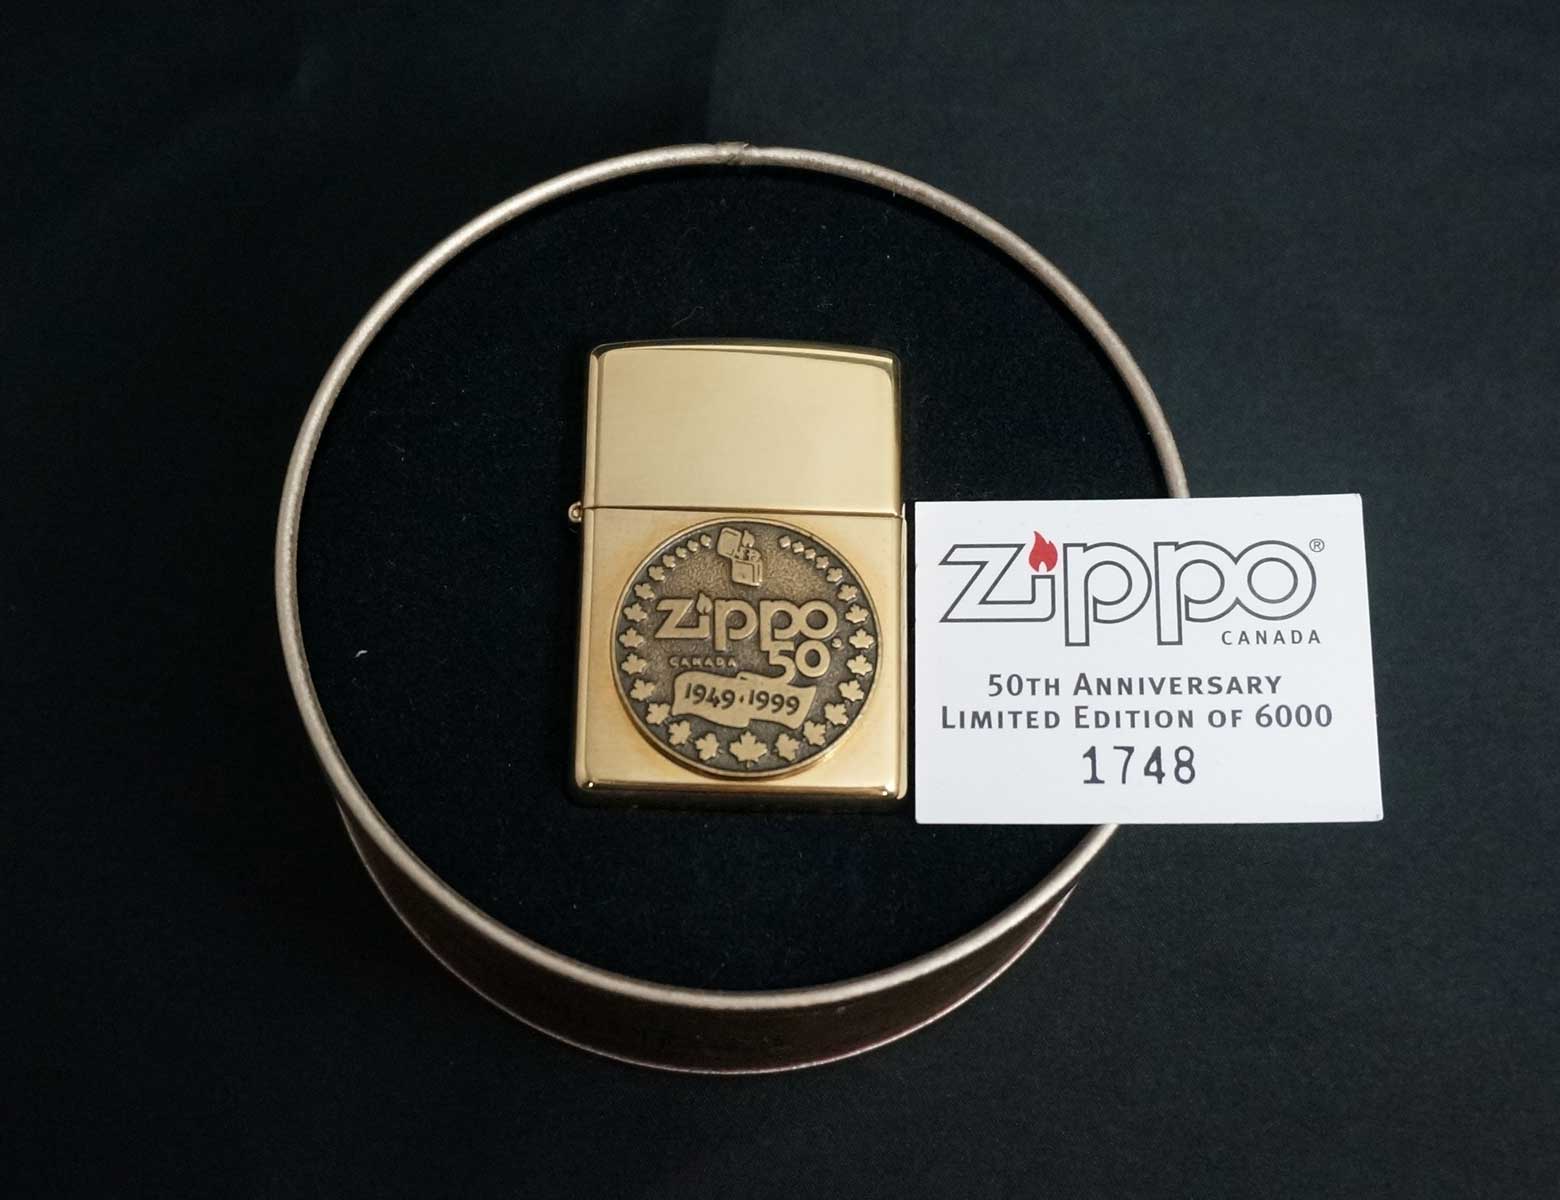 zippo
CANADA 50
1949·1999
zippo®
CANADA
50TH ANNIVERSARY
LIMITED EDITION OF 6000
1748